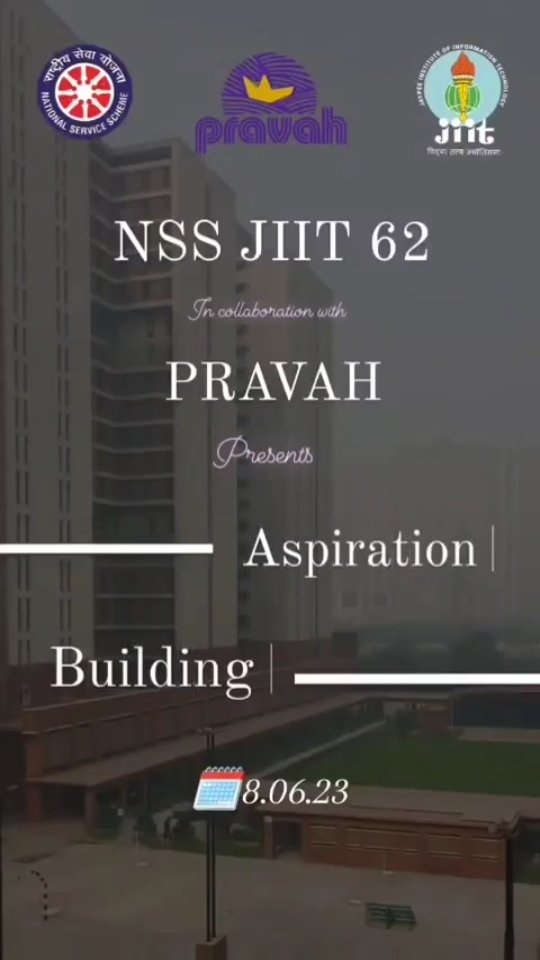 राष्ट्रीय सेवा योजना
NATIONAL SERVICE SCHEME
pravah
JAYPEE INSTITUTE OF INFORMATION TECHNOLOGY
jiit
NSS JIIT 62
In collaboration with
PRAVAH
Presents
Aspiration
Building
8.06.23